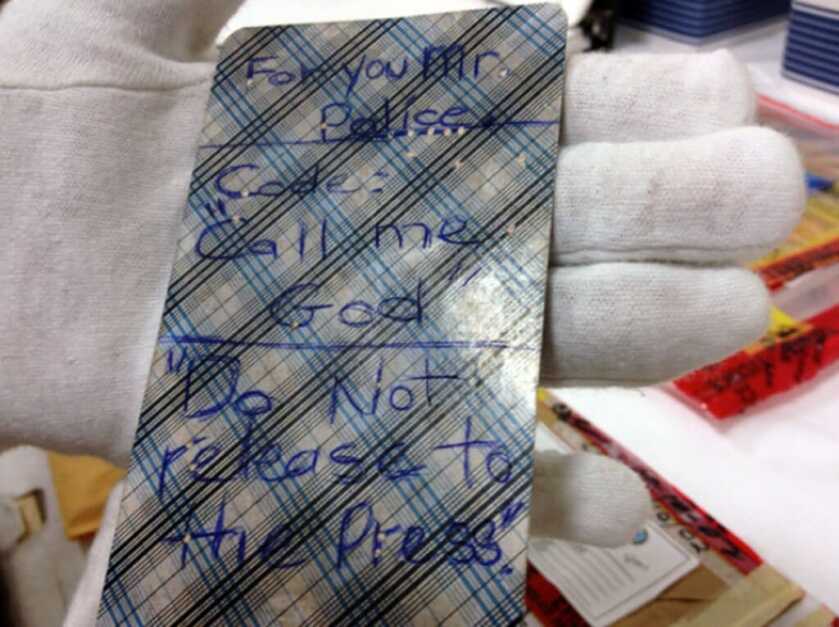 For you Mr.
Police.
Code:
"Call me
God"
"Do Not
release to
the Press".